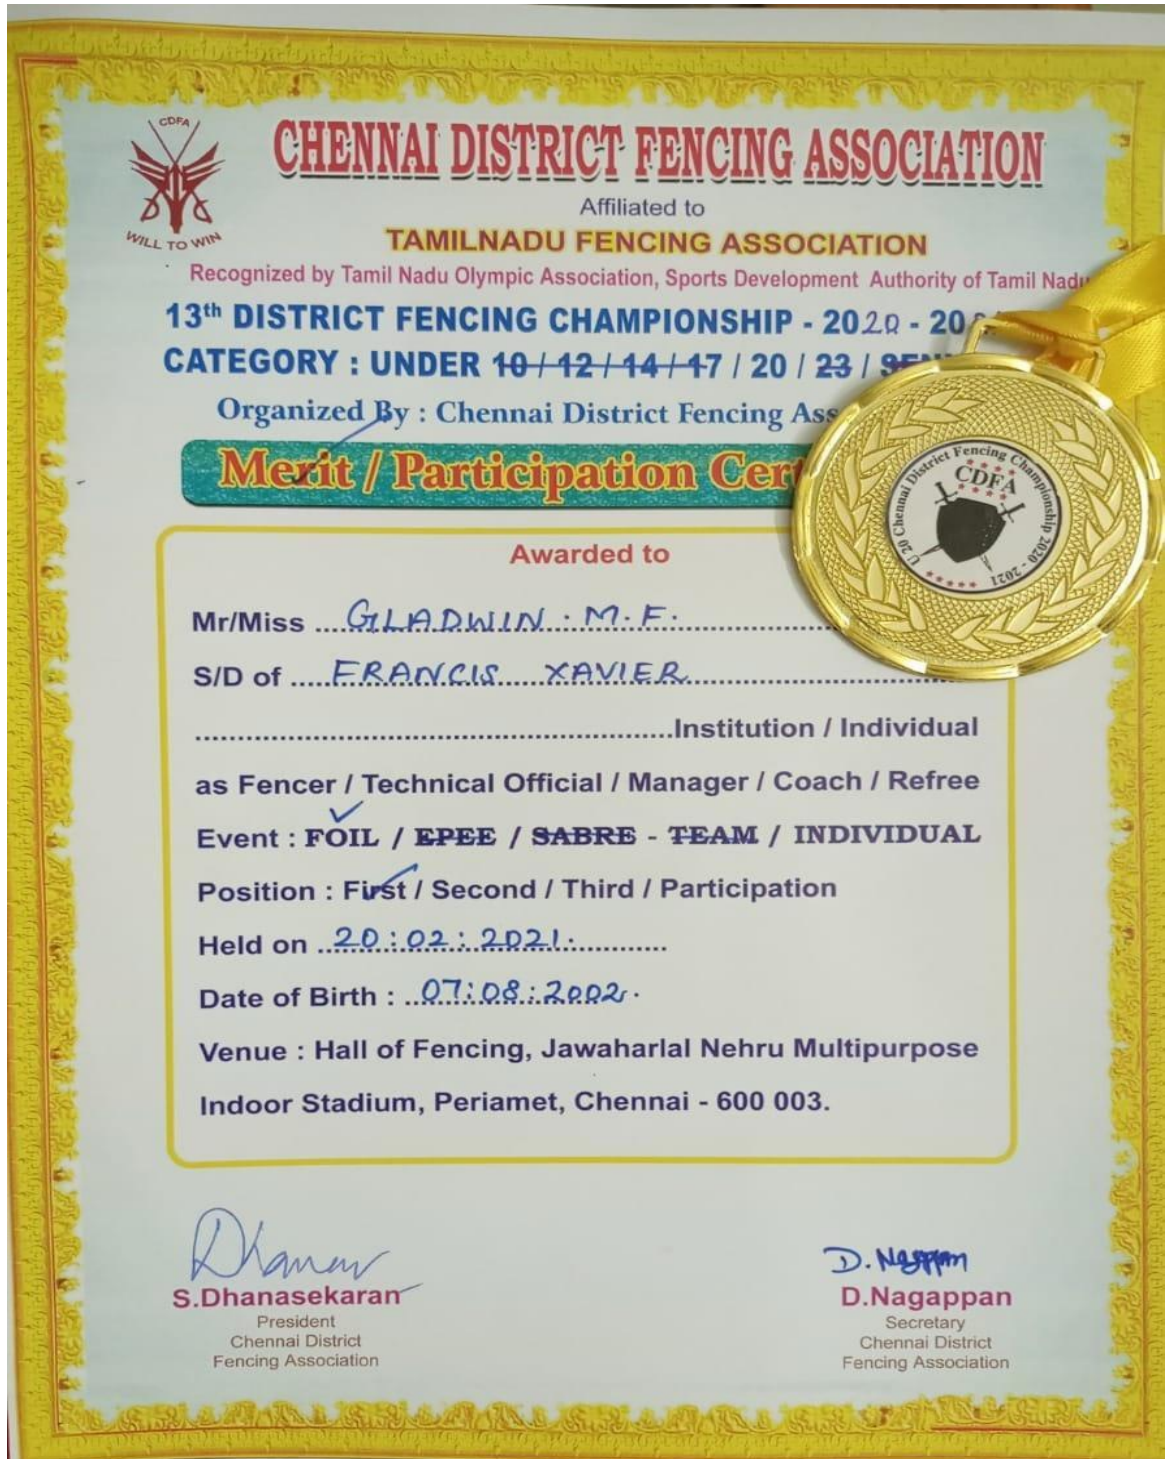 CDFA
WILL TO WIN
CHENNAI DISTRICT FENCING ASSOCIATION
Affiliated to
TAMILNADU FENCING ASSOCIATION
Recognized by Tamil Nadu Olympic Association, Sports Development Authority of Tamil Nadu
13th DISTRICT FENCING CHAMPIONSHIP - 2020 - 20
CATEGORY : UNDER 10 / 12 / 14 / 17 / 20 / 23 /
Organized By : Chennai District Fencing
Merit / Participation
U 20 Chennai District Fencing Championship 2020 - 2021
CDFA
Awarded to
Mr/Miss GLADWIN . M. F.
S/D of FRANCIS XAVIER
Institution / Individual
as Fencer / Technical Official / Manager / Coach / Refree
Event : FOIL / EPEE / SABRE - TEAM / INDIVIDUAL
Position : First / Second / Third / Participation
Held on 20:02:2021.
Date of Birth : 07:08:2002.
Venue : Hall of Fencing, Jawaharlal Nehru Multipurpose
Indoor Stadium, Periamet, Chennai - 600 003.
D. Nagappan
S.Dhanasekaran
President
Chennai District
Fencing Association
D.Nagappan
Secretary
Chennai District
Fencing Association